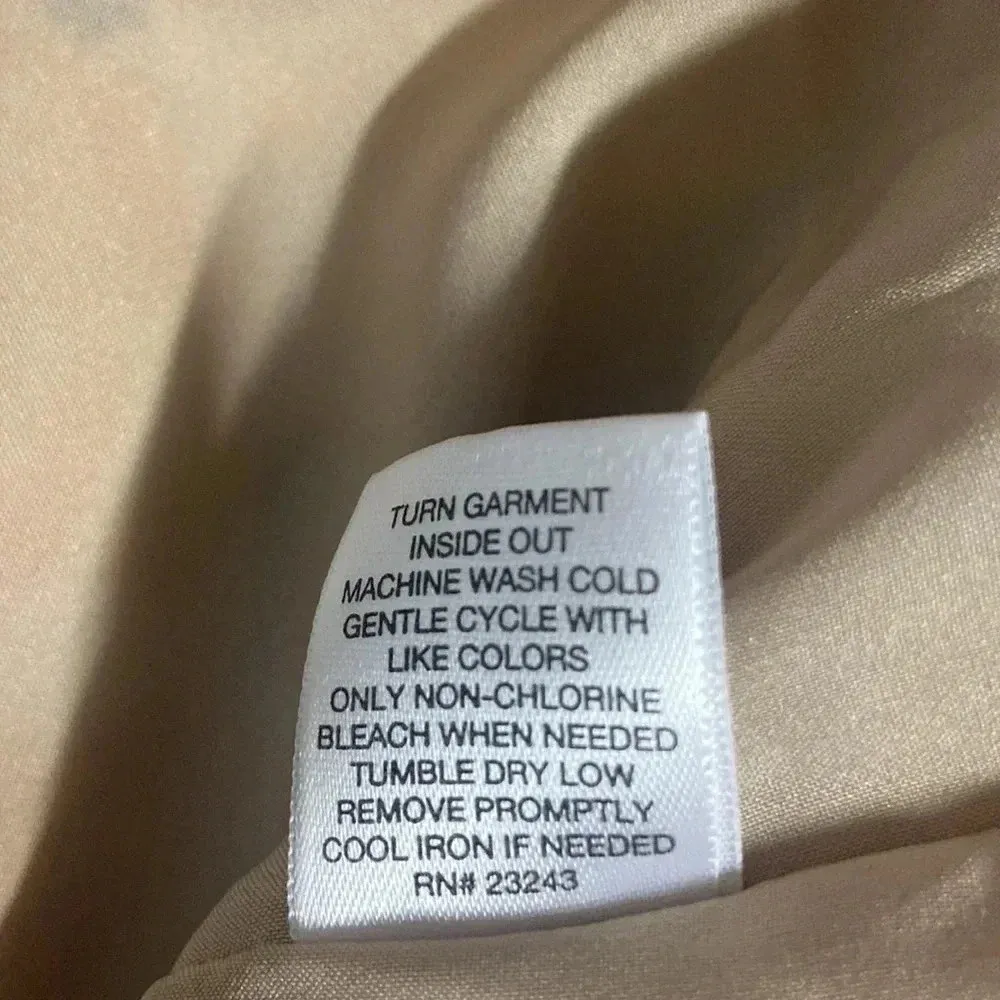 TURN GARMENT
INSIDE OUT
MACHINE WASH COLD
GENTLE CYCLE WITH
LIKE COLORS
ONLY NON-CHLORINE
BLEACH WHEN NEEDED
TUMBLE DRY LOW
REMOVE PROMPTLY
COOL IRON IF NEEDED
RN# 23243